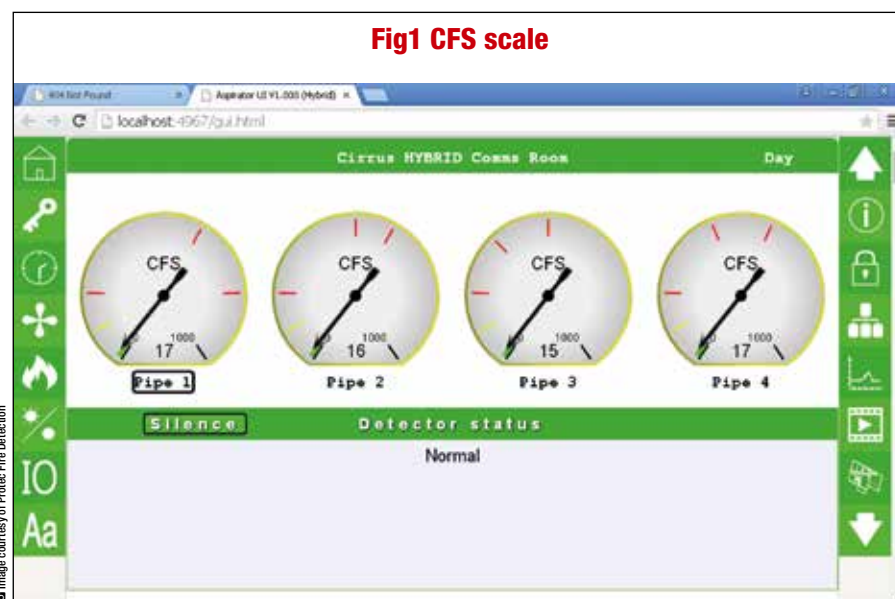 Fig1 CFS scale
404 Not Found
Aspirator UI V1.000 (Hybrid)
localhost:4967/gui.html
Cirrus HYBRID Comms Room Day
CFS CFS CFS CFS
1000 1000 1000 1000
17 16 15 17
Pipe 1 Pipe 2 Pipe 3 Pipe 4
Silence Detector status
Normal
IO
Aa
Image courtesy of Protec Fire Detection